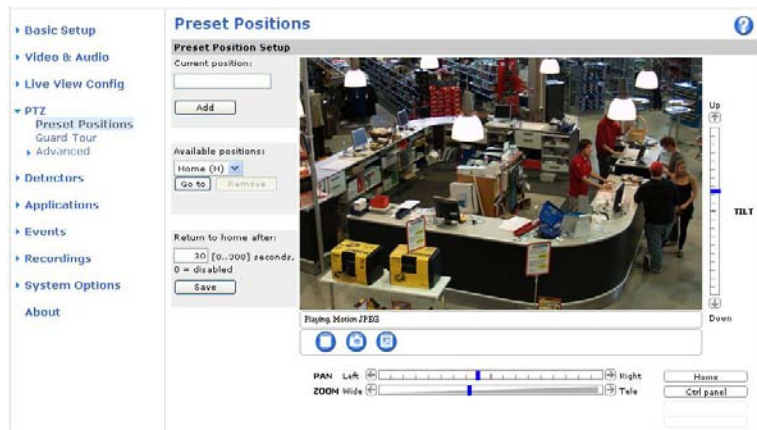 Basic Setup
Video & Audio
Live View Config
PTZ
Preset Positions
Guard Tour
Advanced
Detectors
Applications
Events
Recordings
System Options
About
Preset Positions
?
Preset Position Setup
Current position:
Add
Available positions:
Home (H)
Go to
Remove
Return to home after:
30 [0..300] seconds,
0 = disabled
Save
Playing, Motion JPEG
Up
TILT
Down
PAN Left
Right
Home
ZOOM Wide
Tele
Ctrl panel